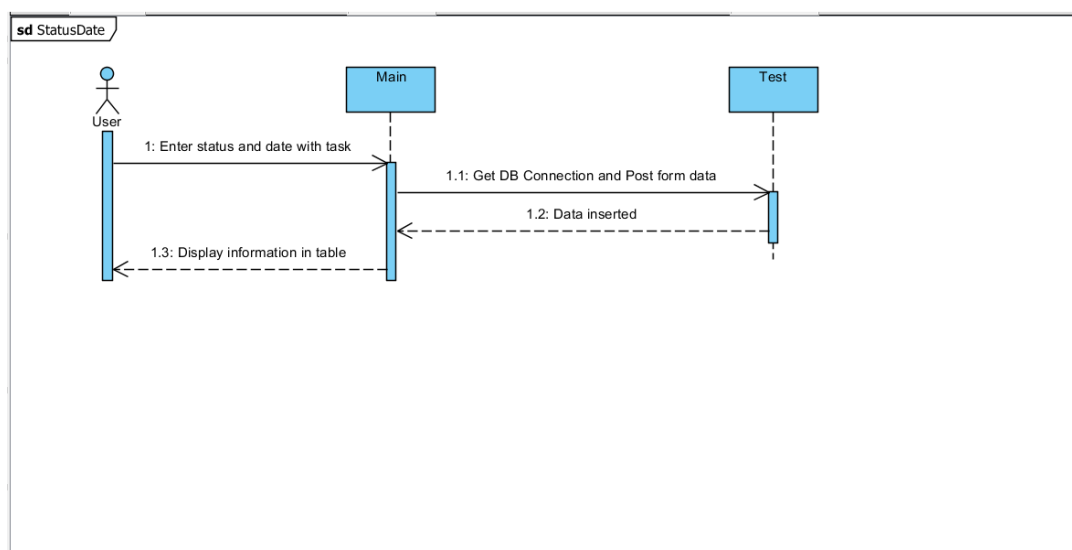 sd StatusDate
Main
Test
User
1: Enter status and date with task
1.1: Get DB Connection and Post form data
1.2: Data inserted
1.3: Display information in table